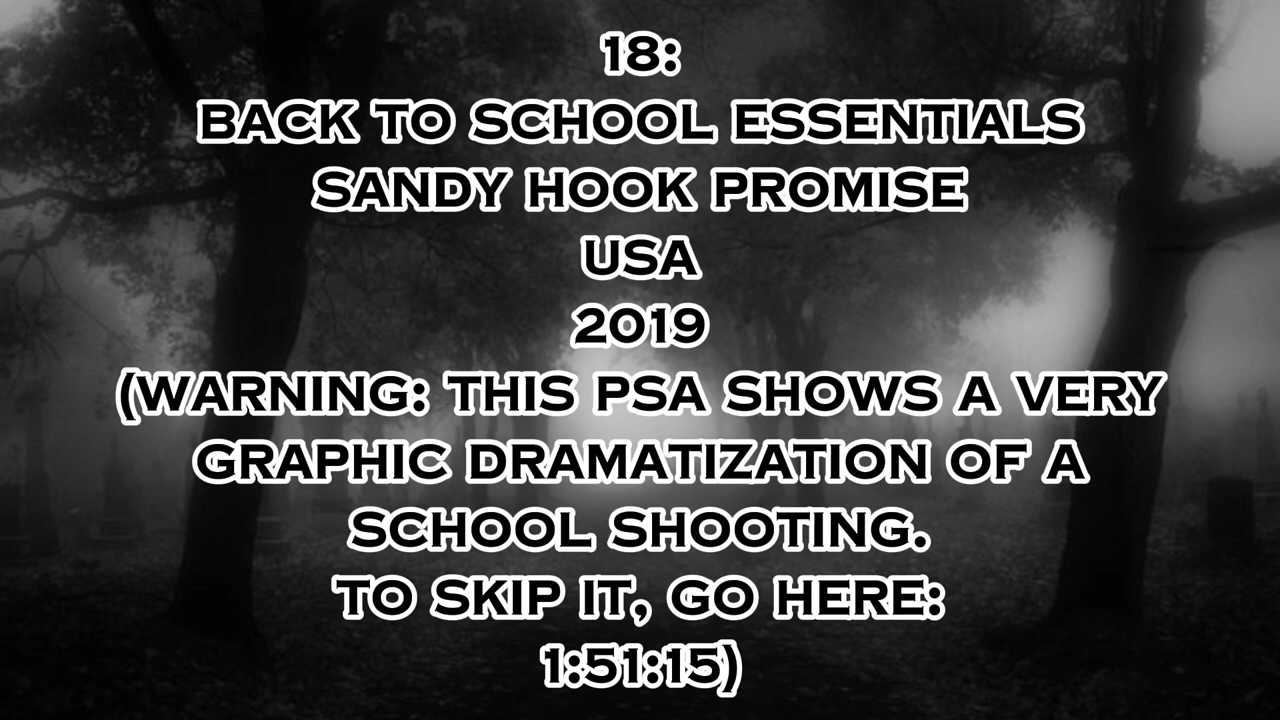 18:
BACK TO SCHOOL ESSENTIALS
SANDY HOOK PROMISE
USA
2019
(WARNING: THIS PSA SHOWS A VERY
GRAPHIC DRAMATIZATION OF A
SCHOOL SHOOTING.
TO SKIP IT, GO HERE:
1:51:15)